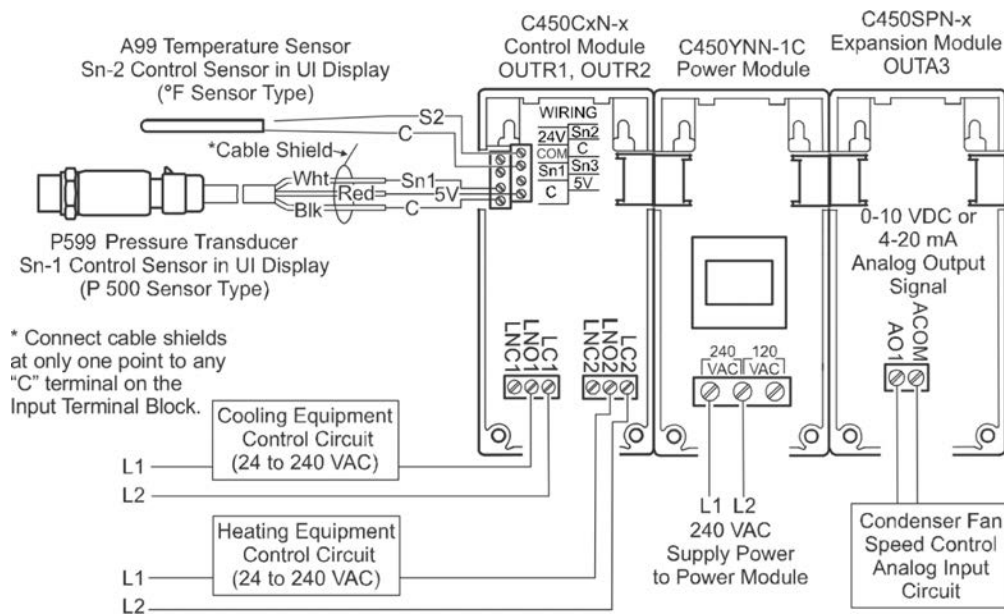 A99 Temperature Sensor
Sn-2 Control Sensor in UI Display
(°F Sensor Type)
C450CxN-x
Control Module
OUTR1, OUTR2
C450YNN-1C
Power Module
C450SPN-x
Expansion Module
OUTA3
S2
C
*Cable Shield
Wht
Red
Blk
Sn1
5V
C
WIRING
24V
Sn2
COM
C
Sn1
Sn3
C
5V
P599 Pressure Transducer
Sn-1 Control Sensor in UI Display
(P 500 Sensor Type)
0-10 VDC or
4-20 mA
Analog Output
Signal
* Connect cable shields
at only one point to any
“C” terminal on the
Input Terminal Block.
LNC1
LNO1
LC1
LNC2
LNO2
LC2
240
VAC
120
VAC
AO1
ACOM
Cooling Equipment
Control Circuit
(24 to 240 VAC)
L1
L2
Heating Equipment
Control Circuit
(24 to 240 VAC)
L1
L2
L1 L2
240 VAC
Supply Power
to Power Module
Condenser Fan
Speed Control
Analog Input
Circuit